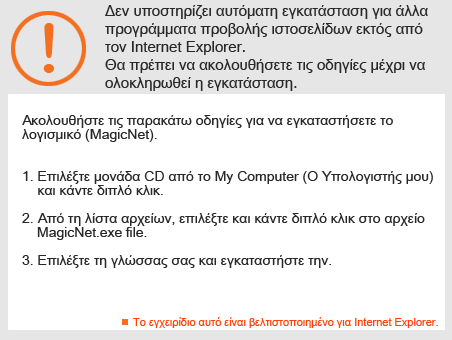 Δεν υποστηρίζει αυτόματη εγκατάσταση για άλλα
προγράμματα προβολής ιστοσελίδων εκτός από
τον Internet Explorer.
Θα πρέπει να ακολουθήσετε τις οδηγίες μέχρι να
ολοκληρωθεί η εγκατάσταση.
Ακολουθήστε τις παρακάτω οδηγίες για να εγκαταστήσετε το
λογισμικό (MagicNet).
1. Επιλέξτε μονάδα CD από το My Computer (Ο Υπολογιστής μου)
και κάντε διπλό κλικ.
2. Από τη λίστα αρχείων, επιλέξτε και κάντε διπλό κλικ στο αρχείο
MagicNet.exe file.
3. Επιλέξτε τη γλώσσας σας και εγκαταστήστε την.
Το εγχειρίδιο αυτό είναι βελτιστοποιημένο για Internet Explorer.